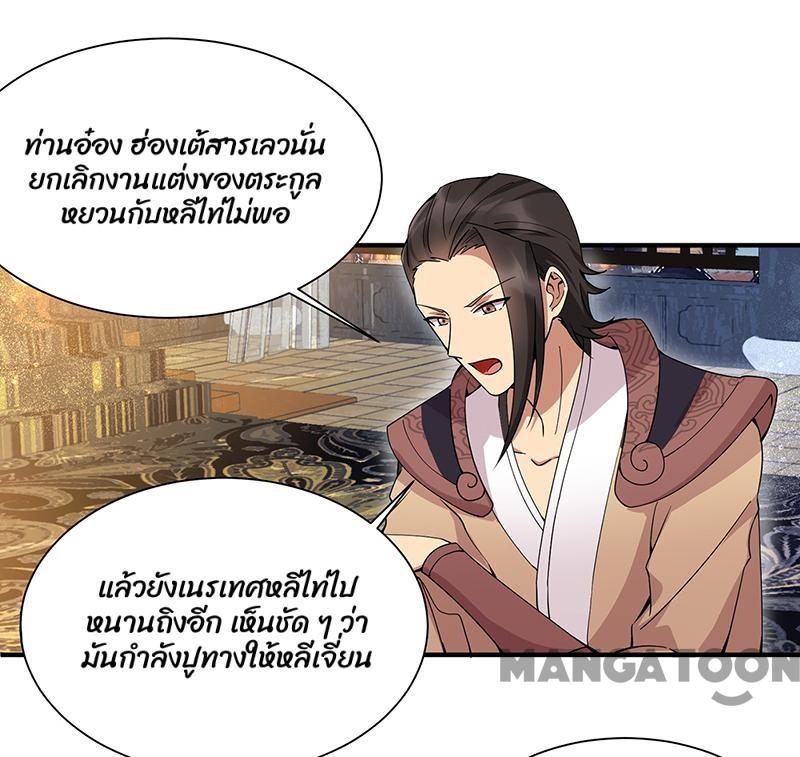 ท่านอ๋อง ฮ่องเต้สารเลวนั่น
ยกเลิกงานแต่งของตระกูล
หยวนกับหลีไท่ไม่พอ
แล้วยังเนรเทศหลีไท่ไป
หนานถิงอีก เห็นชัด ๆ ว่า
มันกำลังปูทางให้หลีเจี่ยน
MANGATOON